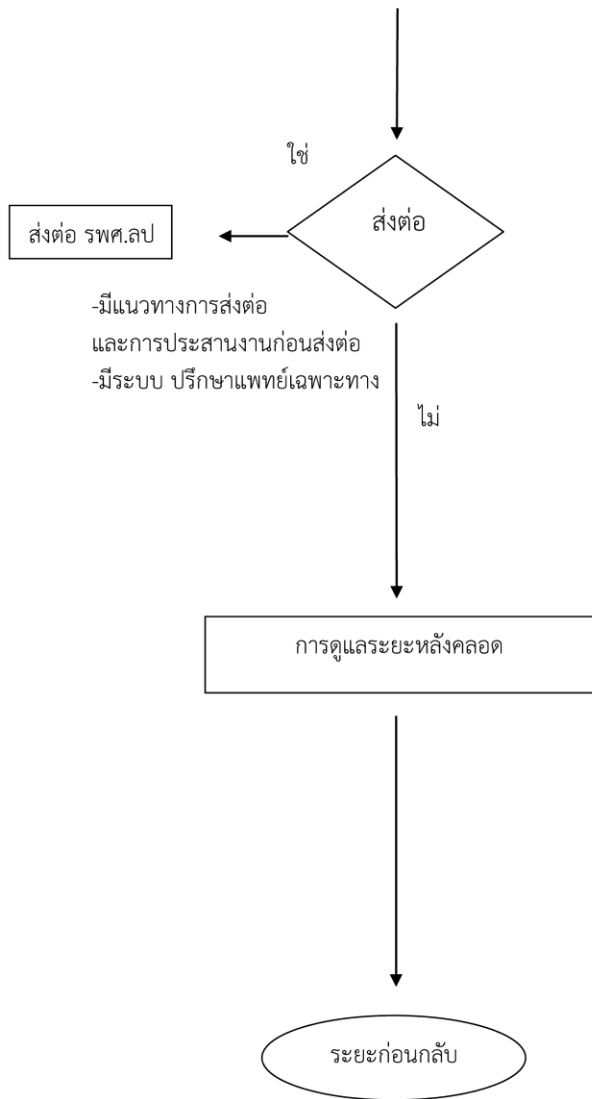 ใช่
ส่งต่อ
ส่งต่อ รพศ.ลป
-มีแนวทางการส่งต่อ
และการประสานงานก่อนส่งต่อ
-มีระบบ ปรึกษาแพทย์เฉพาะทาง
ไม่
การดูแลระยะหลังคลอด
ระยะก่อนกลับ